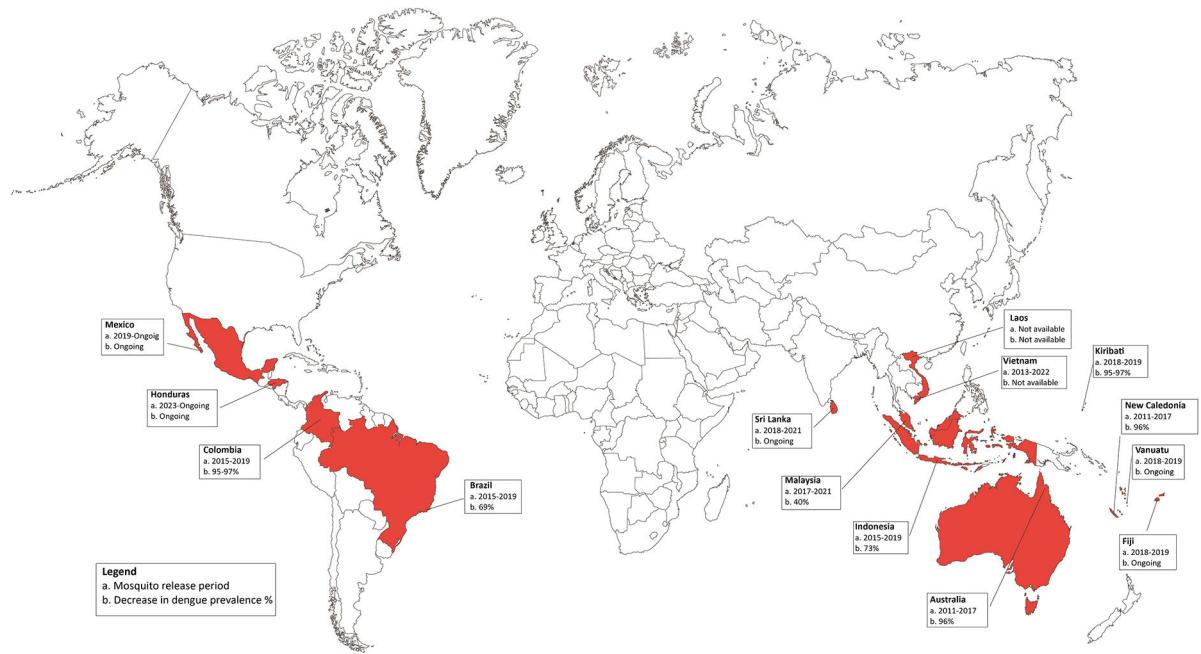 Mexico
a. 2019-Ongoig
b. Ongoing
Honduras
a. 2023-Ongoing
b. Ongoing
Colombia
a. 2015-2019
b. 95-97%
Brazil
a. 2015-2019
b. 69%
Legend
a. Mosquito release period
b. Decrease in dengue prevalence %
Laos
a. Not available
b. Not available
Vietnam
a. 2013-2022
b. Not available
Kiribati
a. 2018-2019
b. 95-97%
Sri Lanka
a. 2018-2021
b. Ongoing
New Caledonía
a. 2011-2017
b. 96%
Vanuatu
a. 2018-2019
b. Ongoing
Malaysia
a. 2017-2021
b. 40%
Indonesia
a. 2015-2019
b. 73%
Fiji
a. 2018-2019
b. Ongoing
Australia
a. 2011-2017
b. 96%